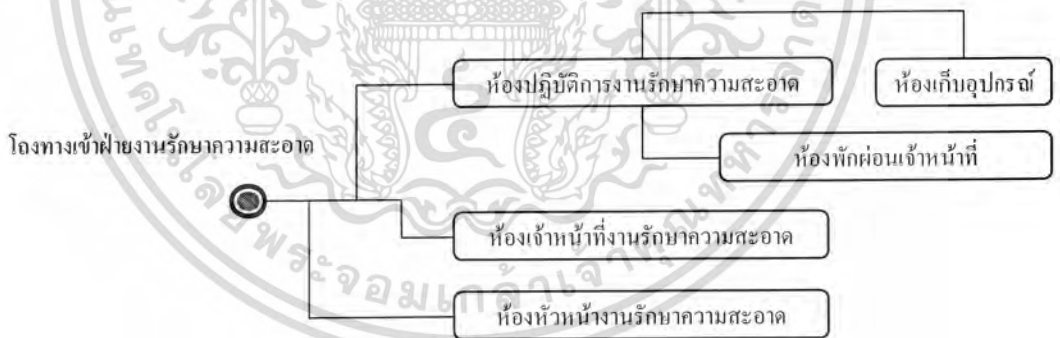 ห้องปฏิบัติการงานรักษาความสะอาด
ห้องเก็บอุปกรณ์
โถงทางเข้าฝ่ายงานรักษาความสะอาด
ห้องพักผ่อนเจ้าหน้าที่
ห้องเจ้าหน้าที่งานรักษาความสะอาด
ห้องหัวหน้างานรักษาความสะอาด